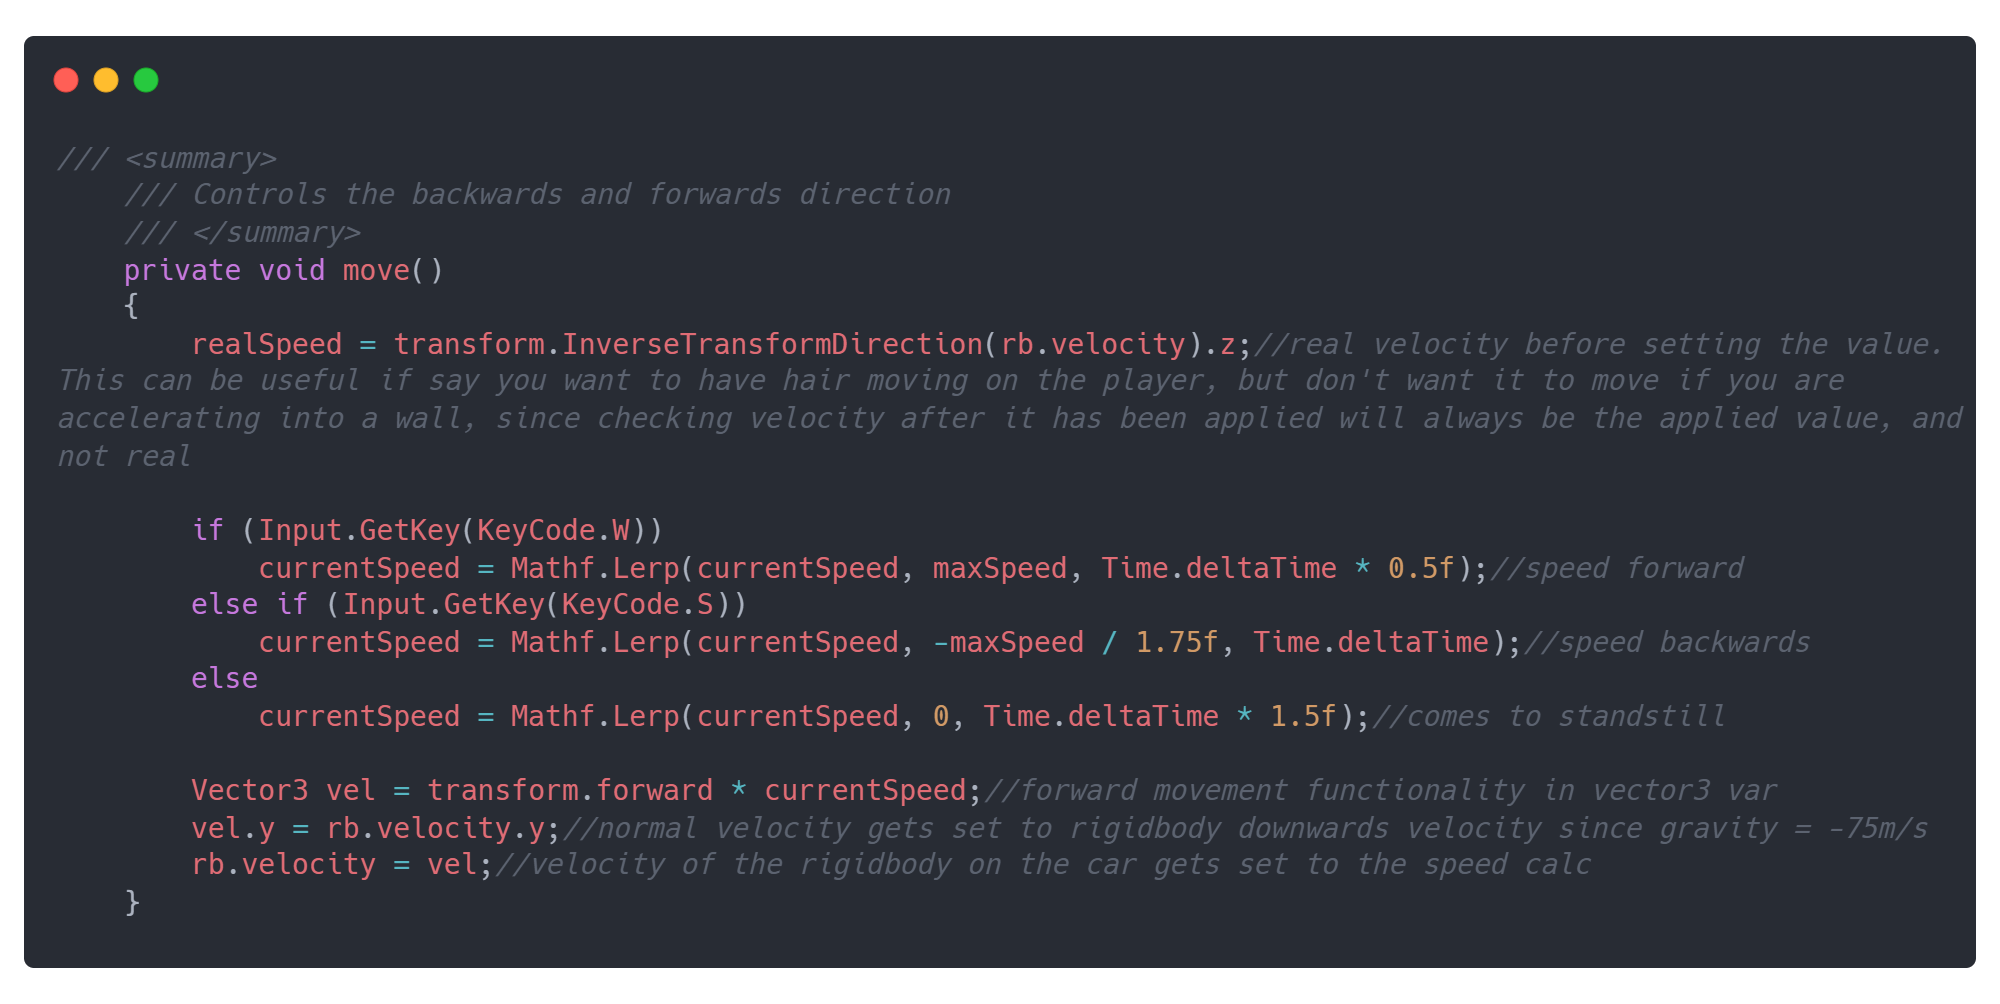 /// <summary>
    /// Controls the backwards and forwards direction
    /// </summary>
    private void move()
    {
        realSpeed = transform.InverseTransformDirection(rb.velocity).z;//real velocity before setting the value.
This can be useful if say you want to have hair moving on the player, but don't want it to move if you are
accelerating into a wall, since checking velocity after it has been applied will always be the applied value, and
not real

        if (Input.GetKey(KeyCode.W))
            currentSpeed = Mathf.Lerp(currentSpeed, maxSpeed, Time.deltaTime * 0.5f);//speed forward
        else if (Input.GetKey(KeyCode.S))
            currentSpeed = Mathf.Lerp(currentSpeed, -maxSpeed / 1.75f, Time.deltaTime);//speed backwards
        else
            currentSpeed = Mathf.Lerp(currentSpeed, 0, Time.deltaTime * 1.5f);//comes to standstill

        Vector3 vel = transform.forward * currentSpeed;//forward movement functionality in vector3 var
        vel.y = rb.velocity.y;//normal velocity gets set to rigidbody downwards velocity since gravity = -75m/s
        rb.velocity = vel;//velocity of the rigidbody on the car gets set to the speed calc
    }